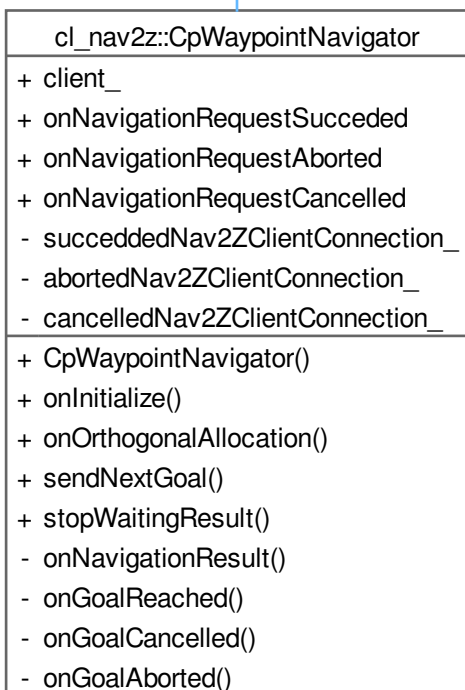 cl_nav2z::CpWaypointNavigator
+ client_
+ onNavigationRequestSucceded
+ onNavigationRequestAborted
+ onNavigationRequestCancelled
- succeddedNav2ZClientConnection_
- abortedNav2ZClientConnection_
- cancelledNav2ZClientConnection_
+ CpWaypointNavigator()
+ onInitialize()
+ onOrthogonalAllocation()
+ sendNextGoal()
+ stopWaitingResult()
- onNavigationResult()
- onGoalReached()
- onGoalCancelled()
- onGoalAborted()